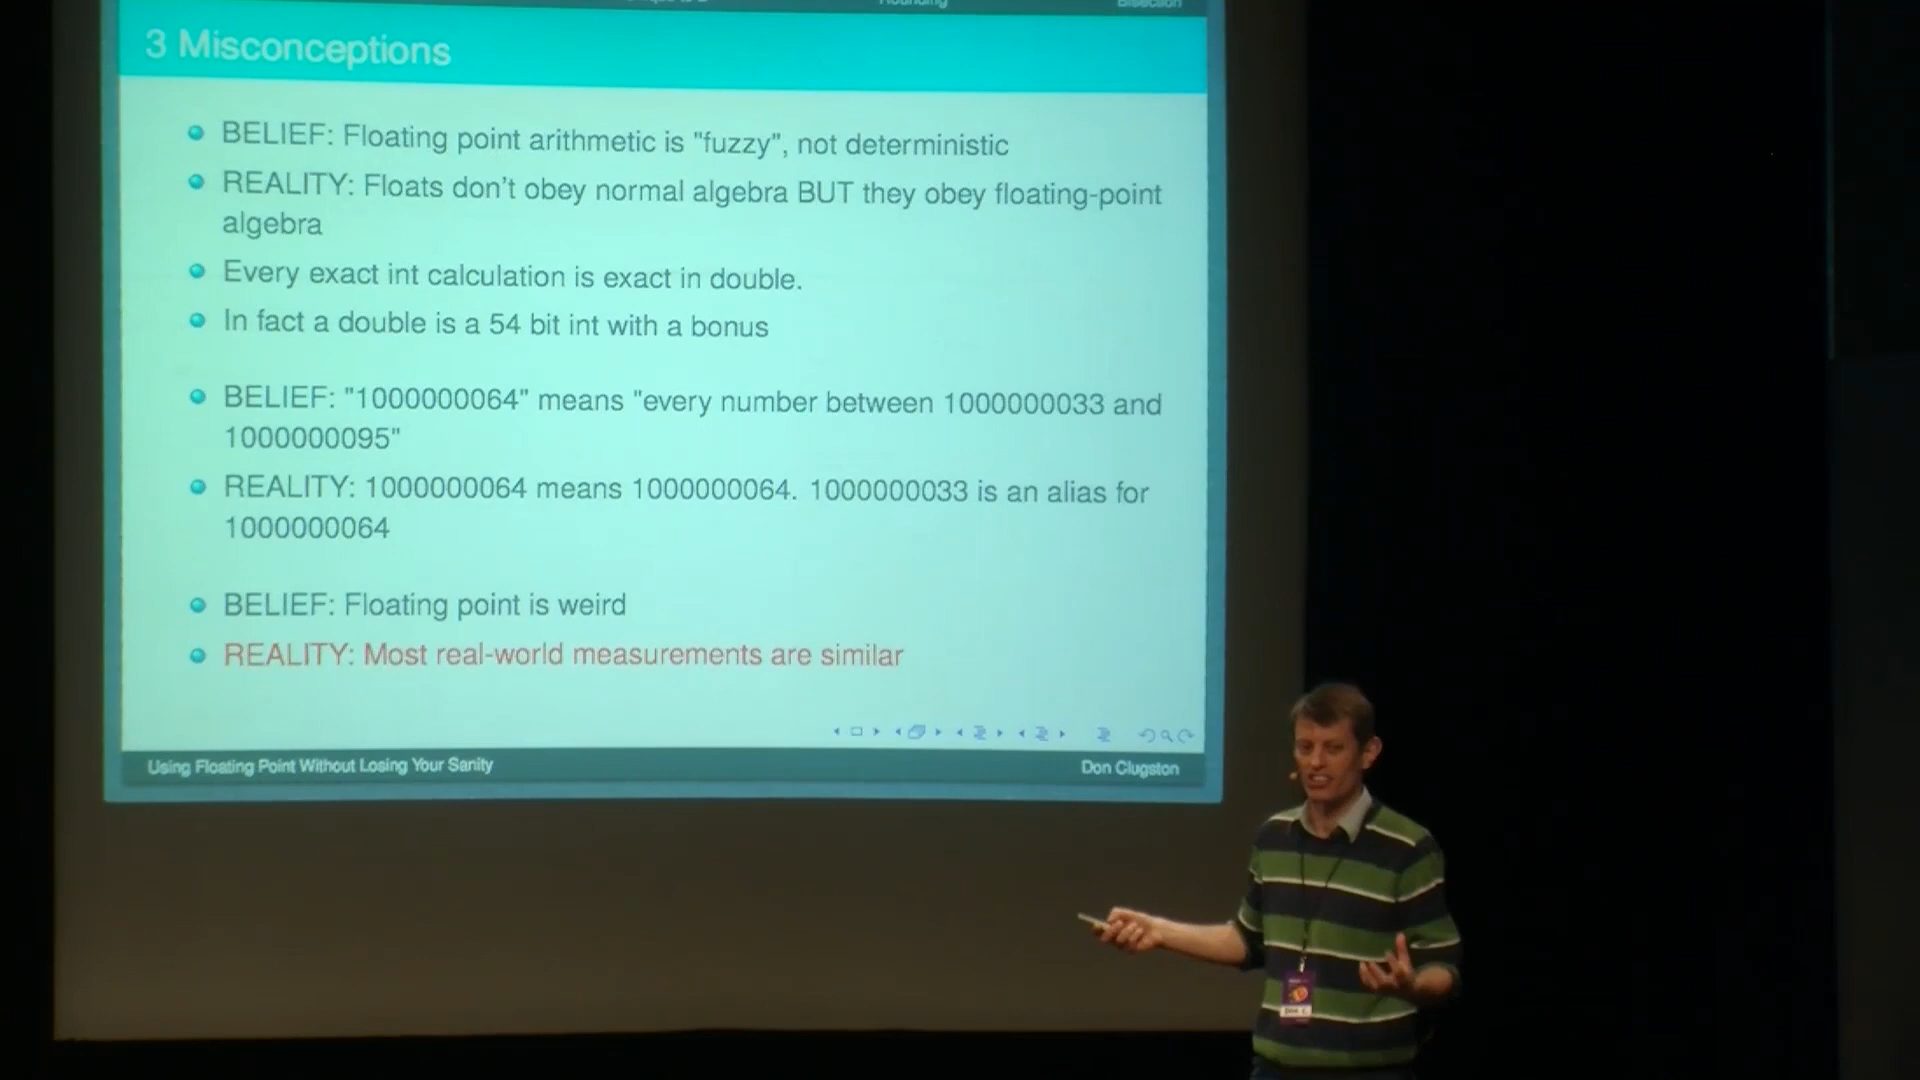 Rounding
Bisection
3 Misconceptions
BELIEF: Floating point arithmetic is "fuzzy", not deterministic
REALITY: Floats don't obey normal algebra BUT they obey floating-point
algebra
Every exact int calculation is exact in double.
In fact a double is a 54 bit int with a bonus
BELIEF: "1000000064" means "every number between 1000000033 and
1000000095"
REALITY: 1000000064 means 1000000064. 1000000033 is an alias for
1000000064
BELIEF: Floating point is weird
REALITY: Most real-world measurements are similar
Using Floating Point Without Losing Your Sanity
Don Clugston